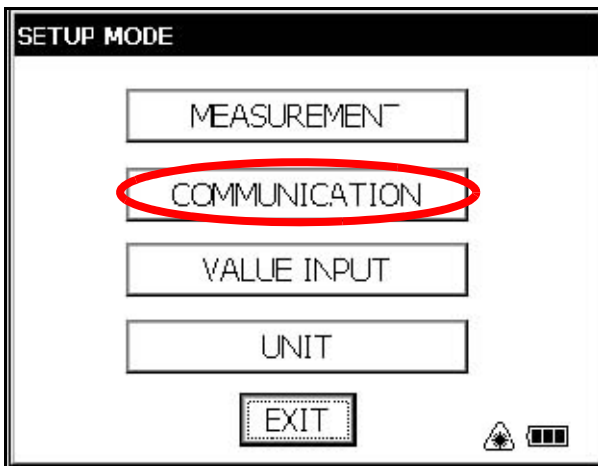 SETUP MODE
MEASUREMENT
COMMUNICATION
VALUE INPUT
UNIT
EXIT